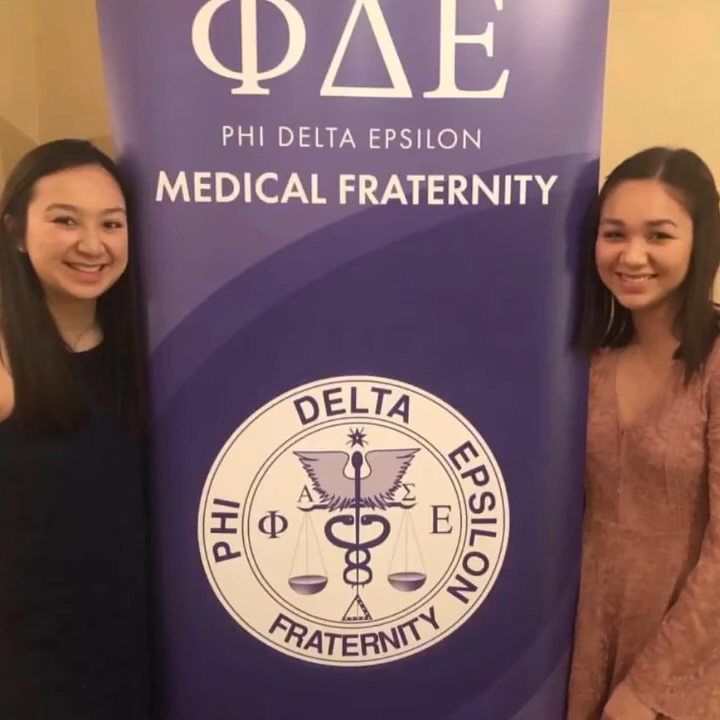 ΦΔΕ
PHI DELTA EPSILON
MEDICAL FRATERNITY
PHI DELTA EPSILON
Α Σ
Φ Ε
FRATERNITY